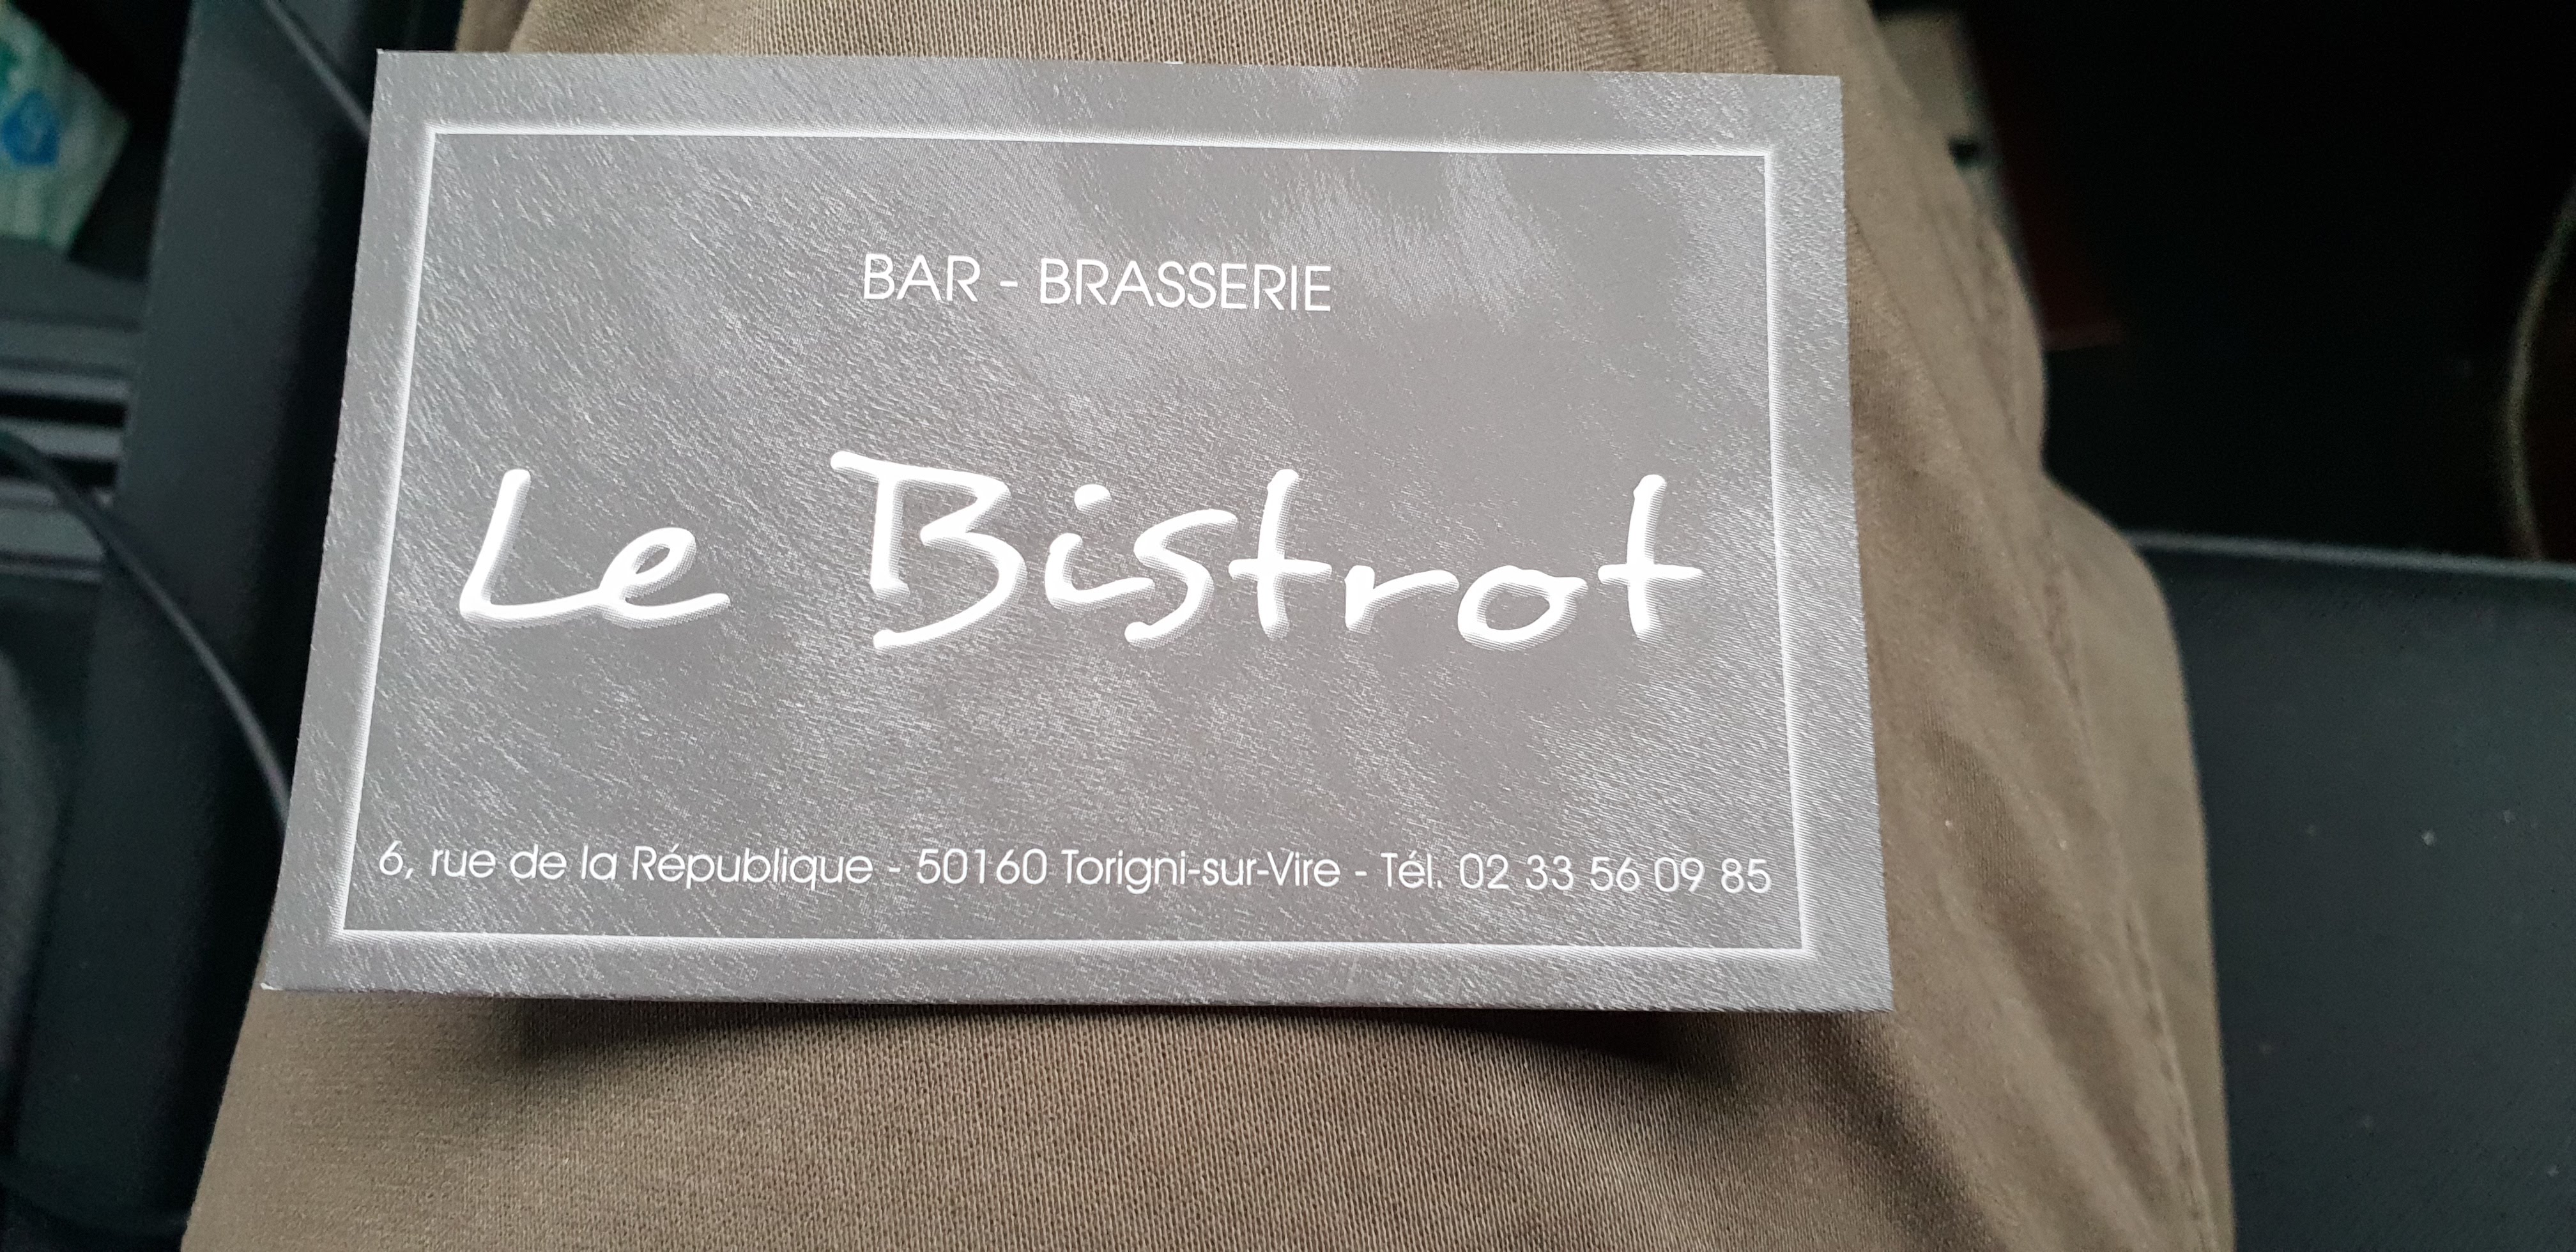 BAR - BRASSERIE
Le Bistrot
6, rue de la République - 50160 Torigni-sur-Vire - Tél. 02 33 56 09 85